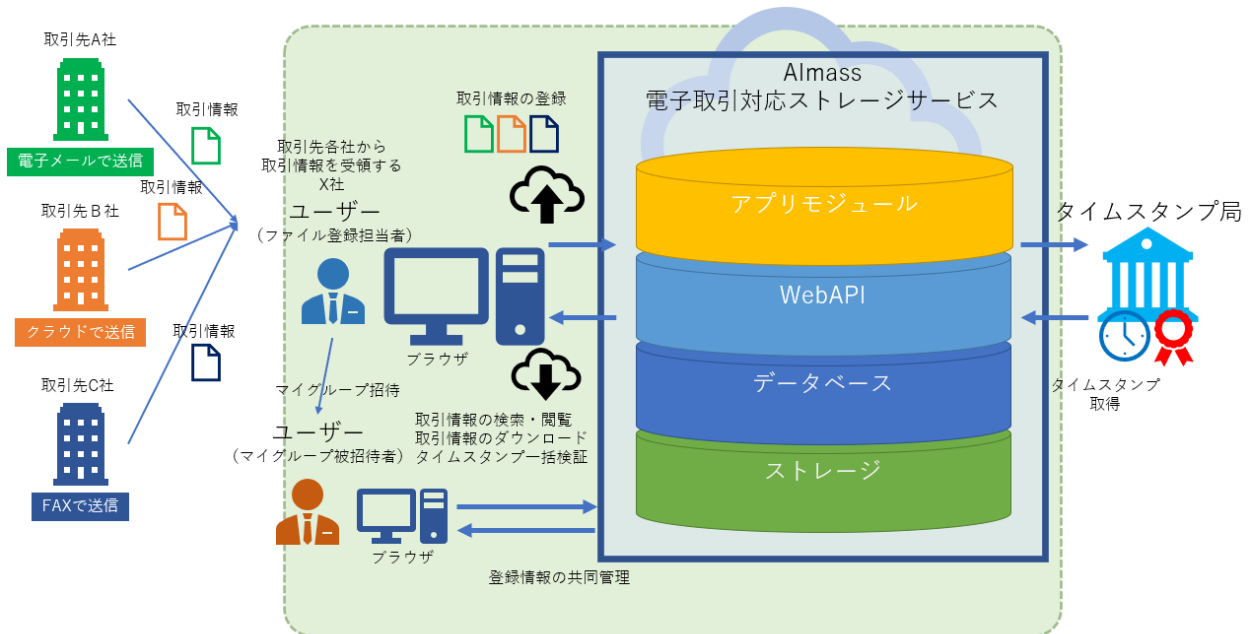 取引先A社
取引情報
電子メールで送信
取引先B社
取引情報
クラウドで送信
取引情報
取引先C社
FAXで送信
取引先各社から
取引情報を受領する
X社
ユーザー
（ファイル登録担当者）
取引情報の登録
ブラウザ
マイグループ招待
ユーザー
（マイグループ被招待者）
取引情報の検索・閲覧
取引情報のダウンロード
タイムスタンプ一括検証
ブラウザ
登録情報の共同管理
AImass
電子取引対応ストレージサービス
アプリモジュール
WebAPI
データベース
ストレージ
タイムスタンプ局
タイムスタンプ
取得